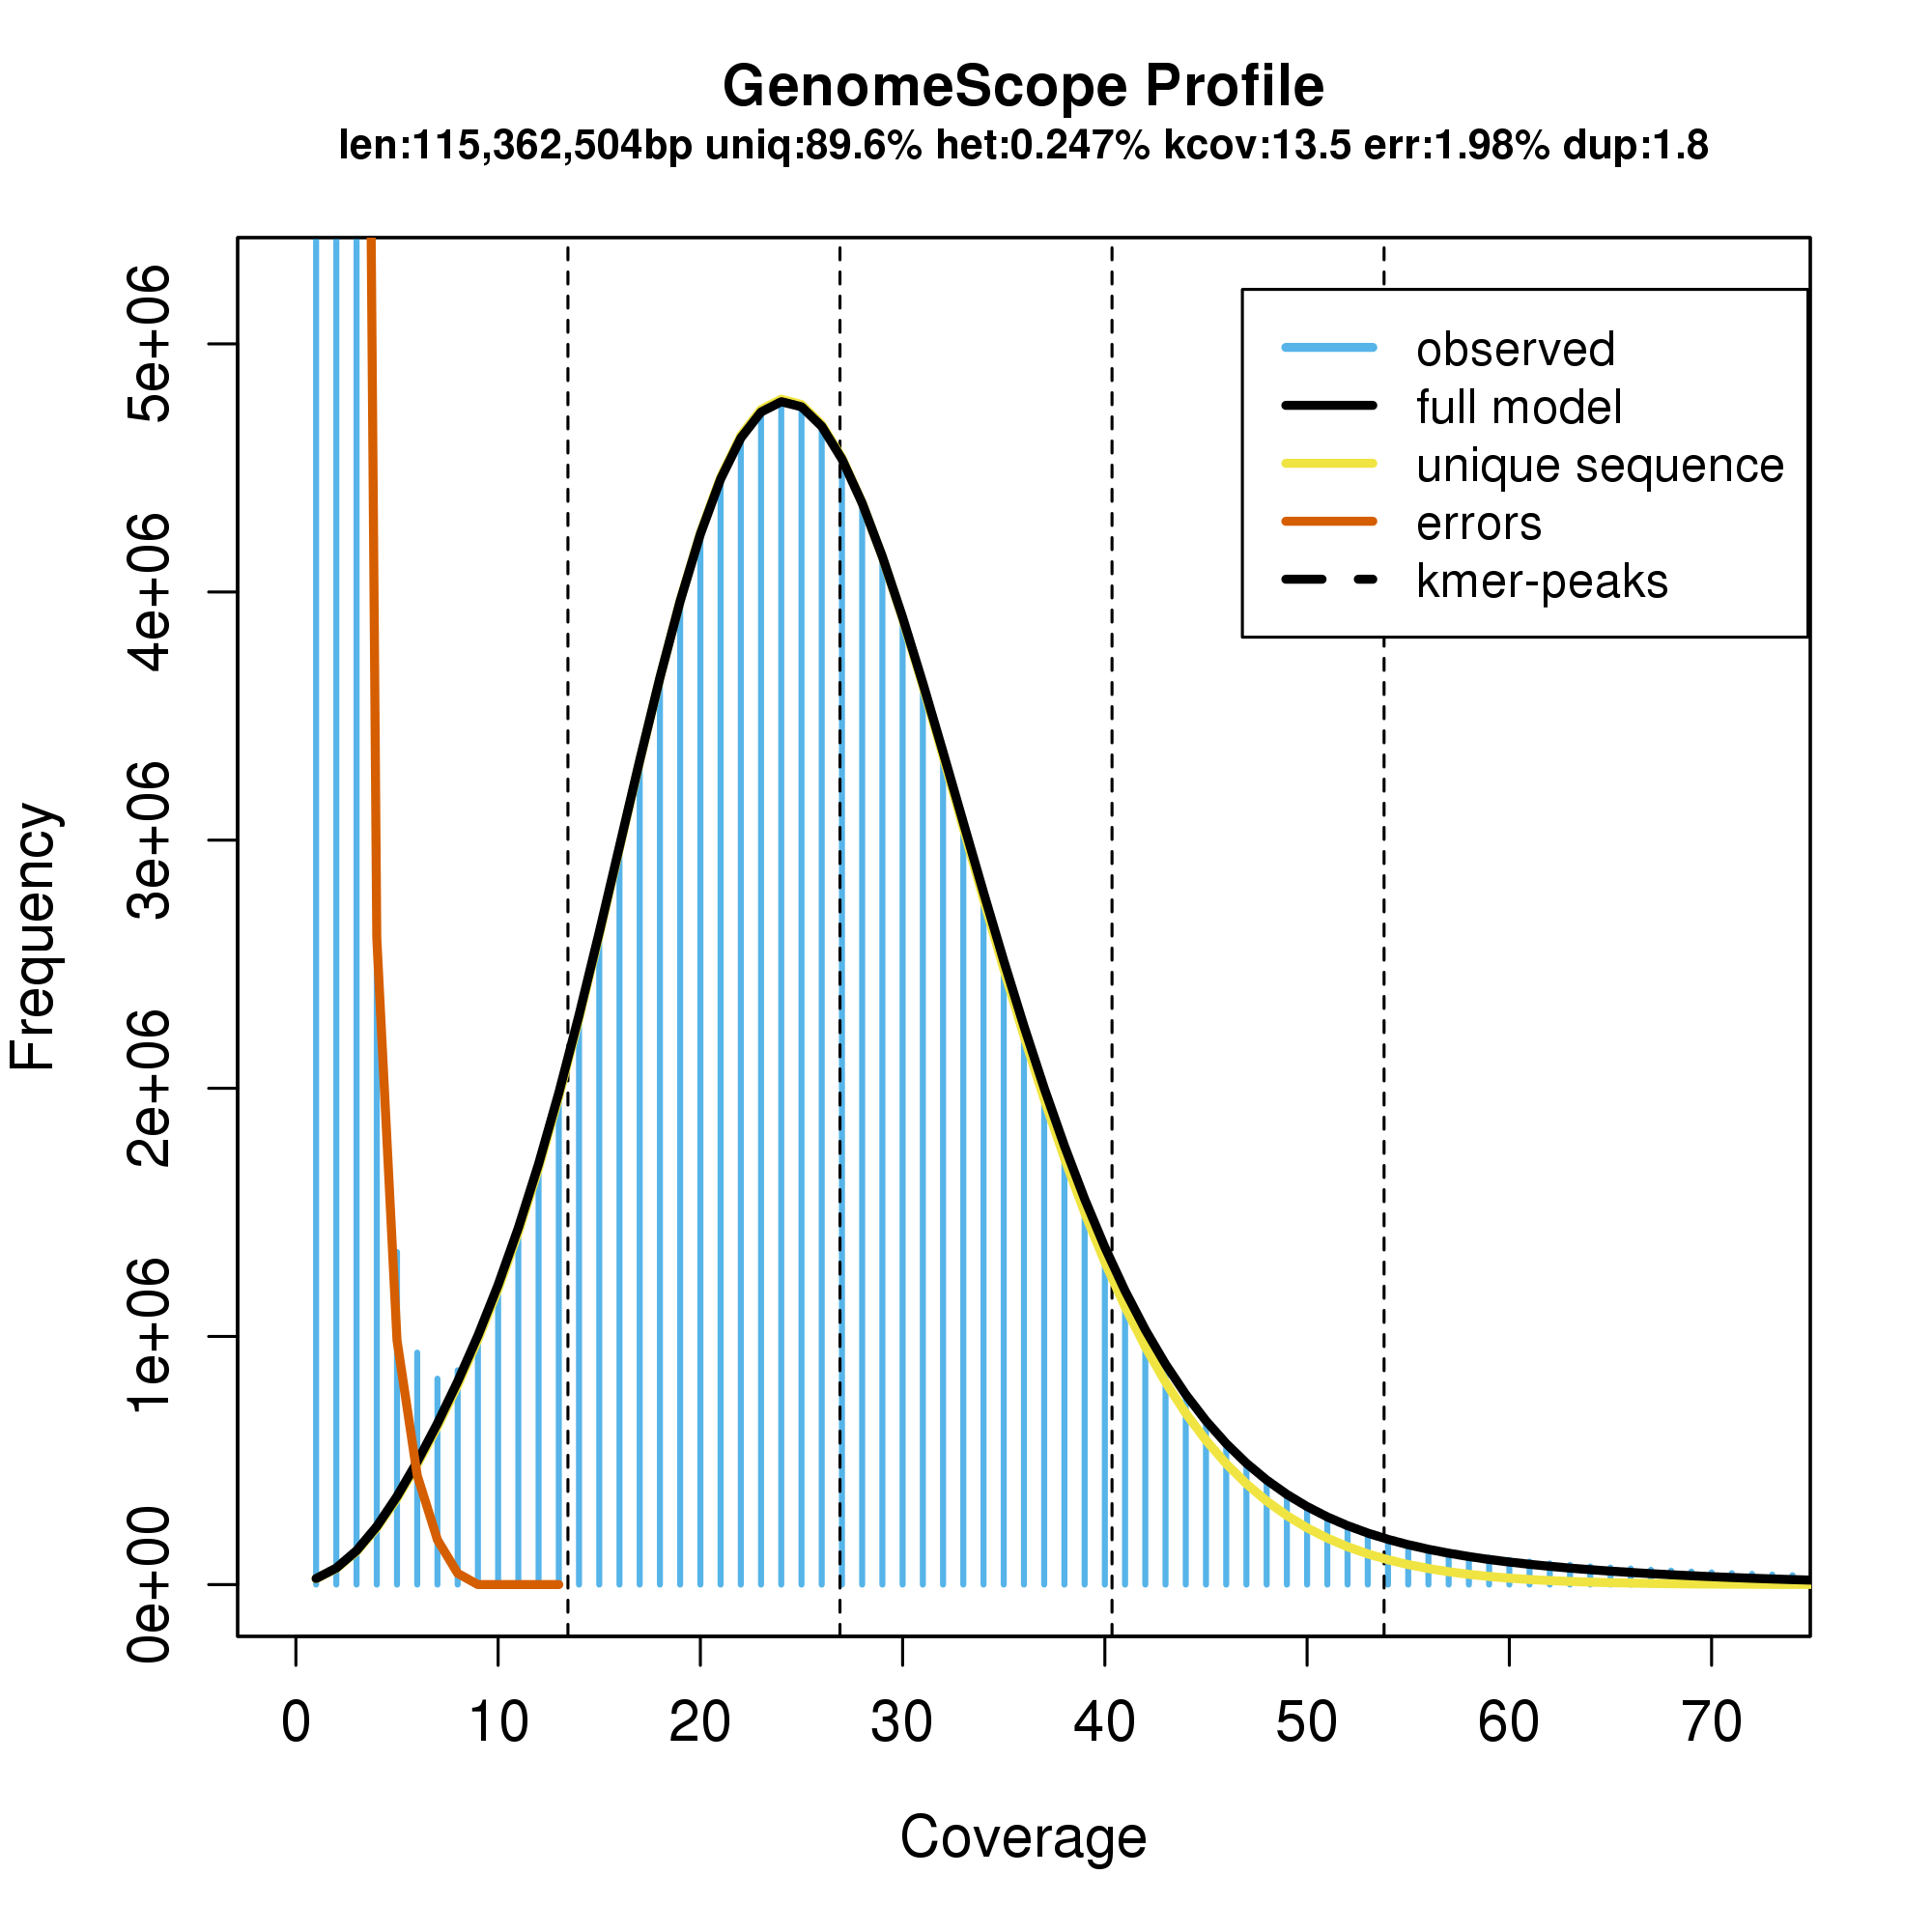 GenomeScope Profile
len:115,362,504bp uniq:89.6% het:0.247% kcov:13.5 err:1.98% dup:1.8
observed
full model
unique sequence
errors
kmer-peaks
Frequency
5e+06
4e+06
3e+06
2e+06
1e+06
0e+00
0 10 20 30 40 50 60 70
Coverage